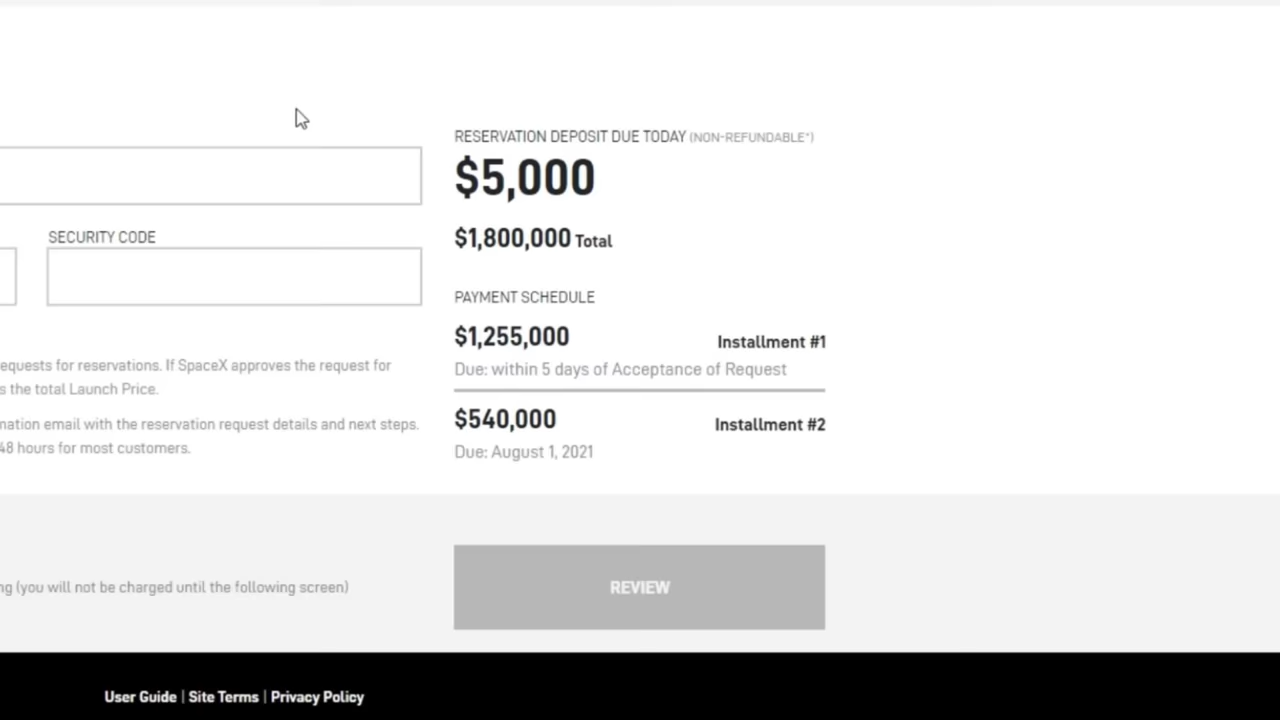 RESERVATION DEPOSIT DUE TODAY (NON-REFUNDABLE*)
$5,000
$1,800,000 Total
SECURITY CODE
PAYMENT SCHEDULE
$1,255,000 Installment #1
Due: within 5 days of Acceptance of Request
equests for reservations. If SpaceX approves the request for
s the total Launch Price.
$540,000 Installment #2
Due: August 1, 2021
mation email with the reservation request details and next steps.
48 hours for most customers.
ng (you will not be charged until the following screen)
REVIEW
User Guide | Site Terms | Privacy Policy